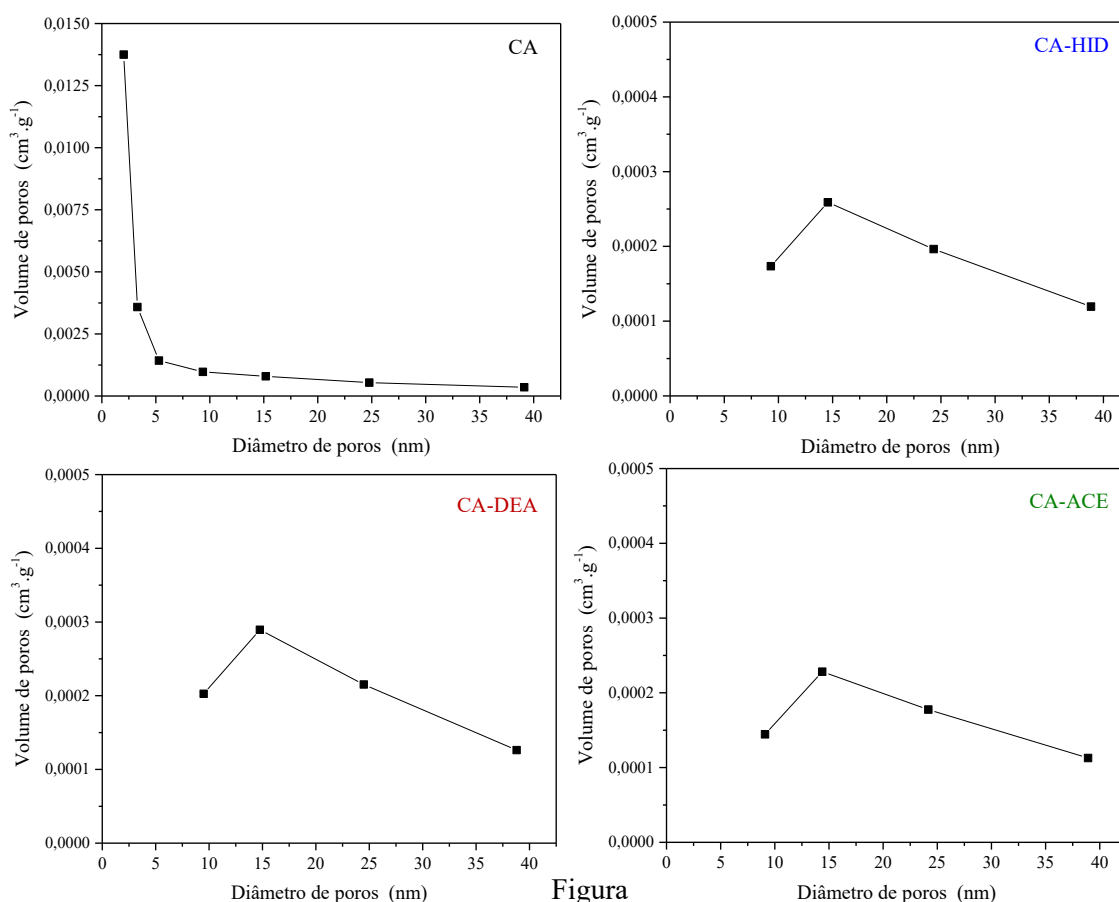 CA
Volume de poros (cm³.g⁻¹)
0,0150
0,0125
0,0100
0,0075
0,0050
0,0025
0,0000
0 5 10 15 20 25 30 35 40
Diâmetro de poros (nm)
CA-HID
Volume de poros (cm³.g⁻¹)
0,0005
0,0004
0,0003
0,0002
0,0001
0,0000
0 5 10 15 20 25 30 35 40
Diâmetro de poros (nm)
CA-DEA
Volume de poros (cm³.g⁻¹)
0,0005
0,0004
0,0003
0,0002
0,0001
0,0000
0 5 10 15 20 25 30 35 40
Diâmetro de poros (nm)
CA-ACE
Volume de poros (cm³.g⁻¹)
0,0005
0,0004
0,0003
0,0002
0,0001
0,0000
0 5 10 15 20 25 30 35 40
Diâmetro de poros (nm)
Figura